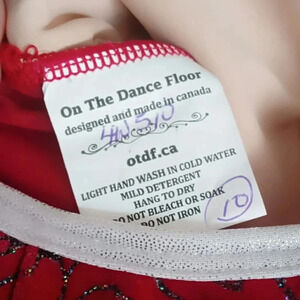 On The Dance Floor
designed and made in canada
otdf.ca
LIGHT HAND WASH IN COLD WATER
MILD DETERGENT
HANG TO DRY
DO NOT BLEACH OR SOAK
DO NOT IRON
10